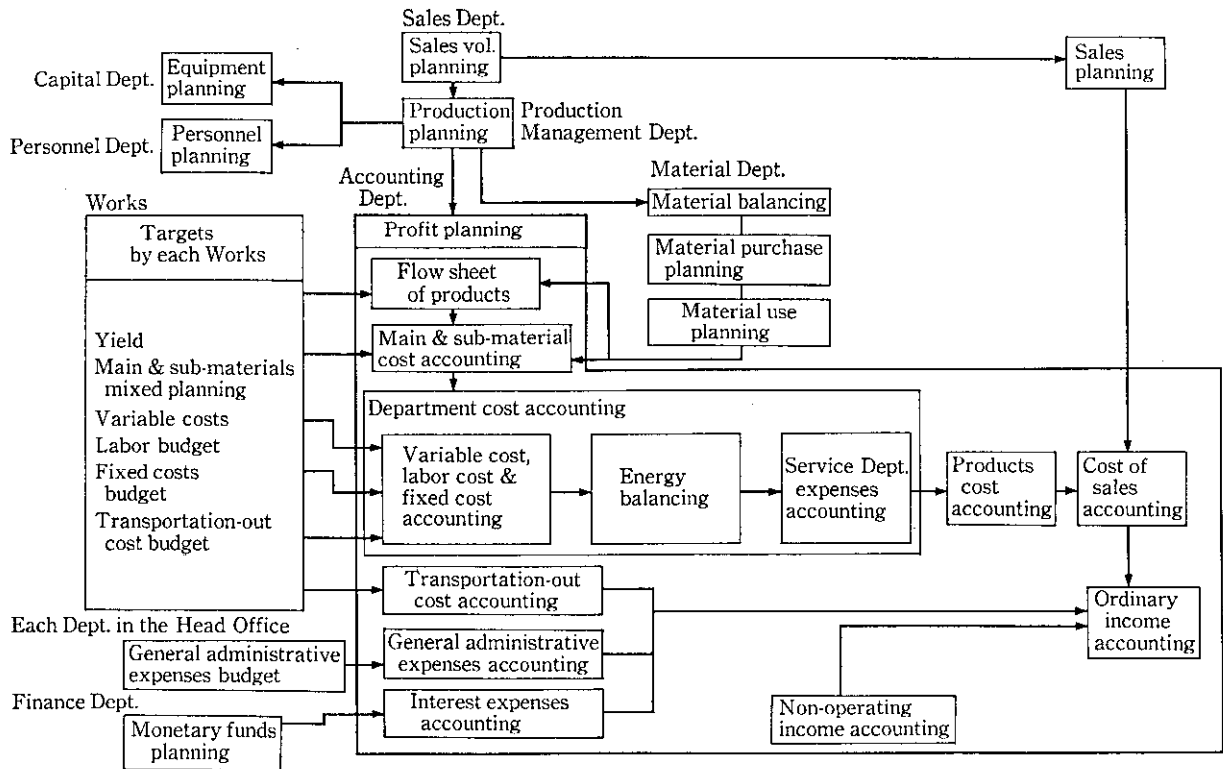 Sales Dept.
Sales vol.
planning
Sales
planning
Capital Dept.
Equipment
planning
Production
planning
Production
Management Dept.
Personnel Dept.
Personnel
planning
Accounting
Dept.
Material Dept.
Material balancing
Works
Targets
by each Works
Profit planning
Material purchase
planning
Flow sheet
of products
Material use
planning
Main & sub-material
cost accounting
Yield
Main & sub-materials
mixed planning
Variable costs
Labor budget
Fixed costs
budget
Transportation-out
cost budget
Department cost accounting
Variable cost,
labor cost &
fixed cost
accounting
Energy
balancing
Service Dept.
expenses
accounting
Products
cost
accounting
Cost of
sales
accounting
Transportation-out
cost accounting
Ordinary
income
accounting
Each Dept. in the Head Office
General administrative
expenses budget
General administrative
expenses accounting
Finance Dept.
Monetary funds
planning
Interest expenses
accounting
Non-operating
income accounting